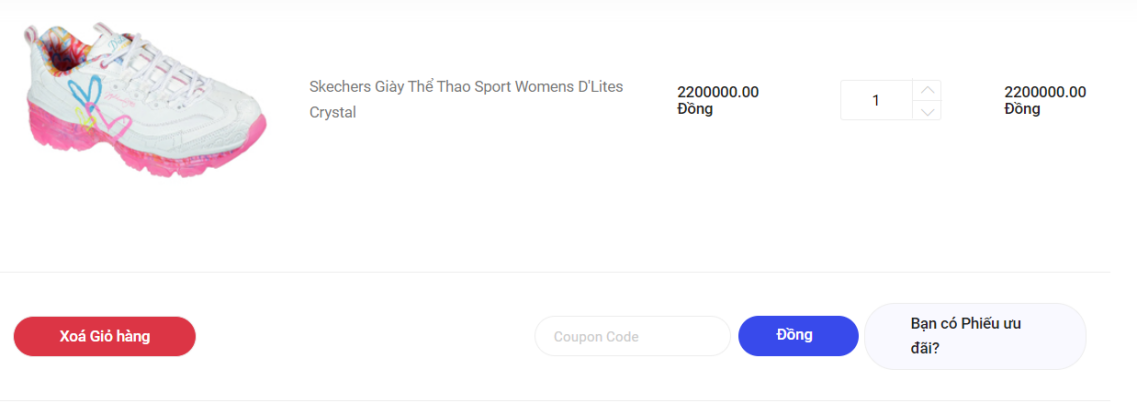 Skechers Giày Thể Thao Sport Womens D'Lites
Crystal
2200000.00
Đồng
1
2200000.00
Đồng
Xoá Giỏ hàng
Coupon Code
Đồng
Bạn có Phiếu ưu
đãi?